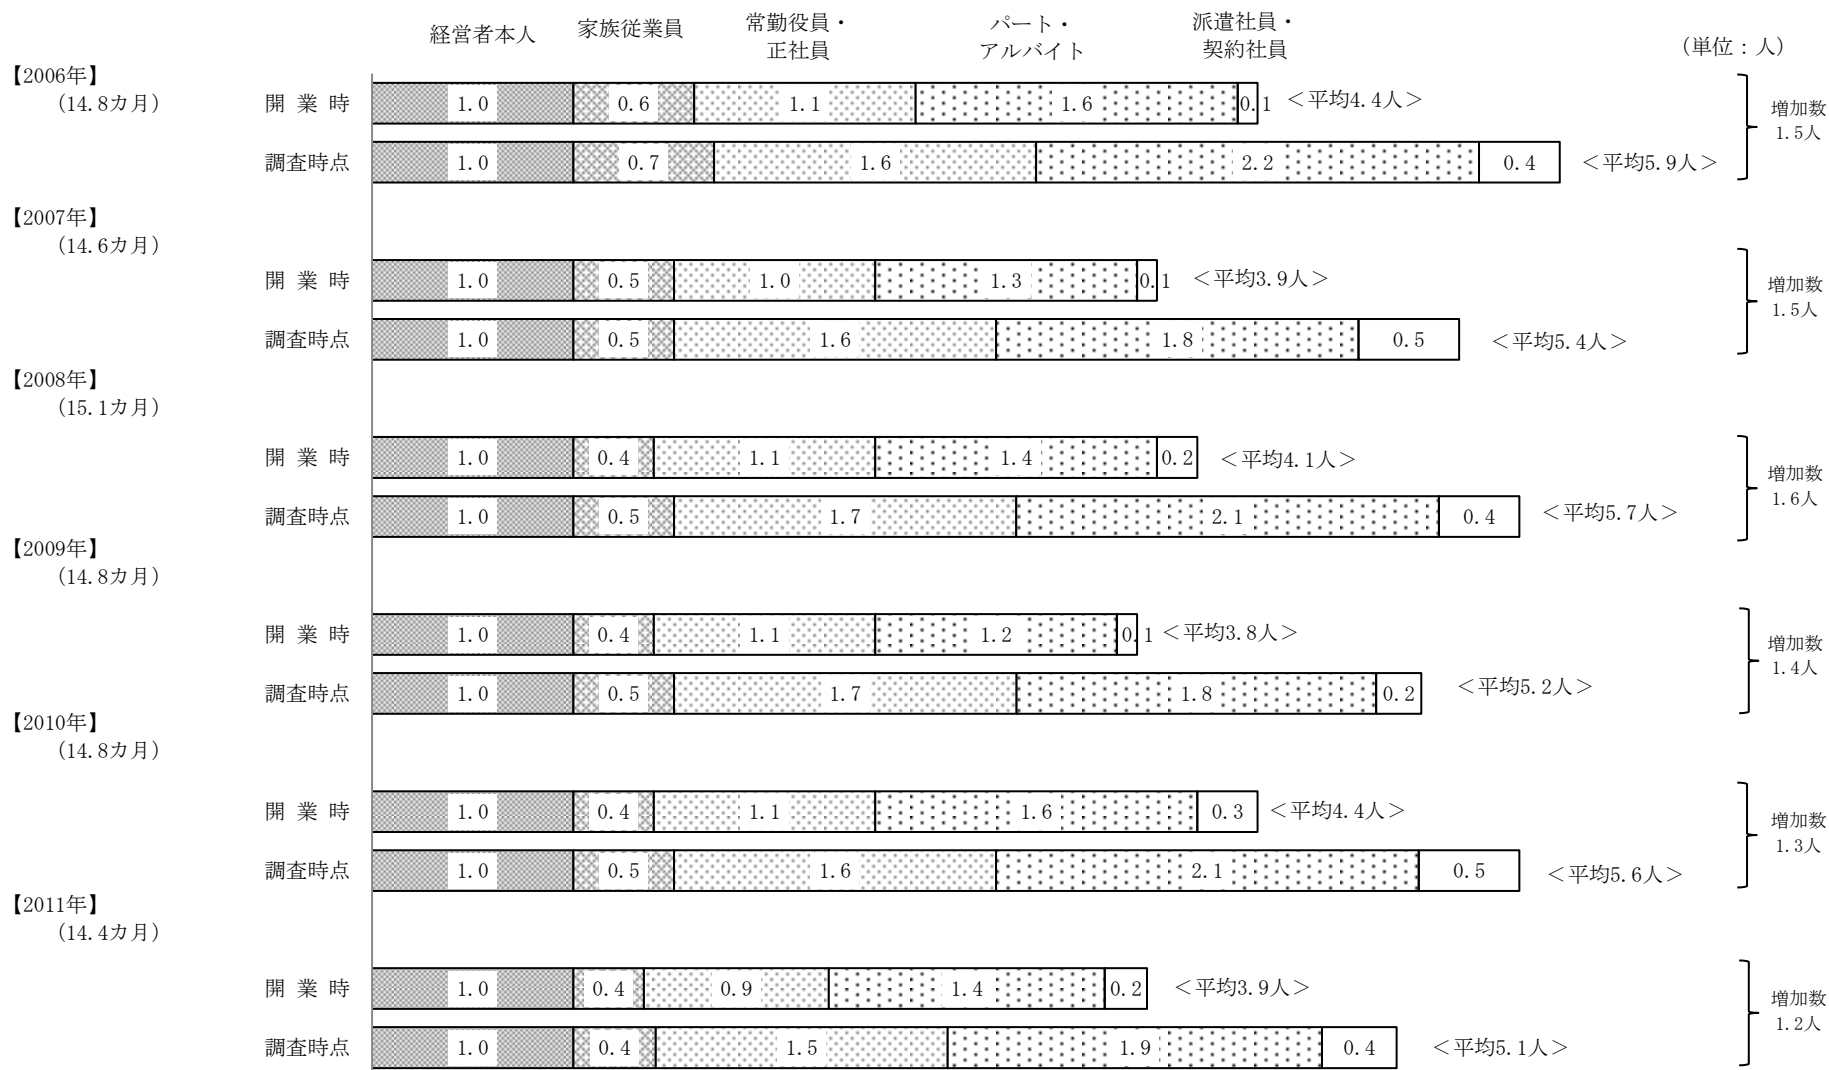 経営者本人 家族従業員 常勤役員・ パート・ 派遣社員・
正社員 アルバイト 契約社員 （単位：人）
【2006年】
（14.8カ月） 開 業 時 1.0 0.6 1.1 1.6 0.1 ＜平均4.4人＞ 増加数
1.5人
調査時点 1.0 0.7 1.6 2.2 0.4 ＜平均5.9人＞
【2007年】
（14.6カ月）
開 業 時 1.0 0.5 1.0 1.3 0.1 ＜平均3.9人＞ 増加数
1.5人
調査時点 1.0 0.5 1.6 1.8 0.5 ＜平均5.4人＞
【2008年】
（15.1カ月）
開 業 時 1.0 0.4 1.1 1.4 0.2 ＜平均4.1人＞ 増加数
1.6人
調査時点 1.0 0.5 1.7 2.1 0.4 ＜平均5.7人＞
【2009年】
（14.8カ月）
開 業 時 1.0 0.4 1.1 1.2 0.1 ＜平均3.8人＞ 増加数
1.4人
調査時点 1.0 0.5 1.7 1.8 0.2 ＜平均5.2人＞
【2010年】
（14.8カ月）
開 業 時 1.0 0.4 1.1 1.6 0.3 ＜平均4.4人＞ 増加数
1.3人
調査時点 1.0 0.5 1.6 2.1 0.5 ＜平均5.6人＞
【2011年】
（14.4カ月）
開 業 時 1.0 0.4 0.9 1.4 0.2 ＜平均3.9人＞ 増加数
1.2人
調査時点 1.0 0.4 1.5 1.9 0.4 ＜平均5.1人＞